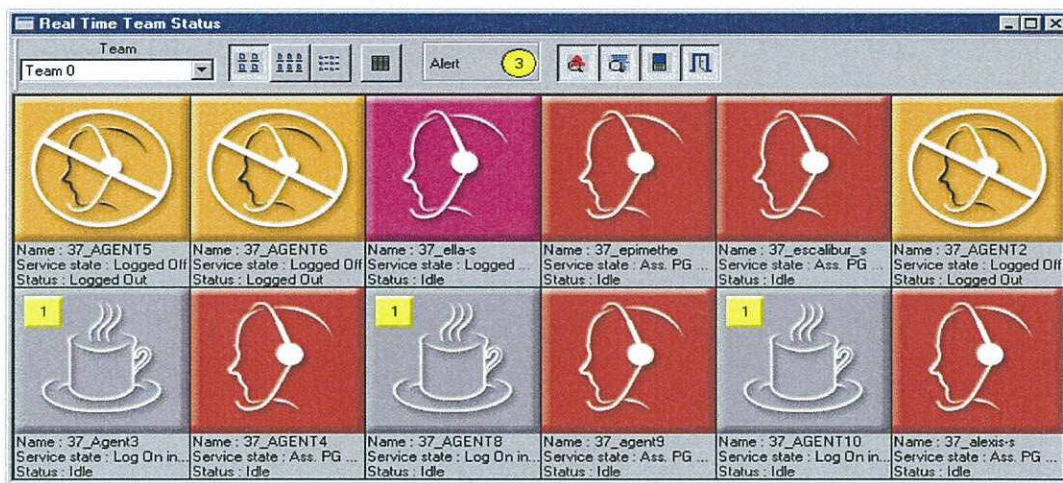 Real Time Team Status
Team
Team 0
Alert 3
Name : 37_AGENT5
Service state : Logged Off
Status : Logged Out
Name : 37_AGENT6
Service state : Logged Off
Status : Logged Out
Name : 37_ella-s
Service state : Logged ...
Status : Idle
Name : 37_epimethe
Service state : Ass. PG ...
Status : Idle
Name : 37_escalibur_s
Service state : Ass. PG ...
Status : Idle
Name : 37_AGENT2
Service state : Logged Off
Status : Logged Out
1
Name : 37_Agent3
Service state : Log On in...
Status : Idle
Name : 37_AGENT4
Service state : Ass. PG ...
Status : Idle
1
Name : 37_AGENT8
Service state : Log On in...
Status : Idle
Name : 37_agent9
Service state : Ass. PG ...
Status : Idle
1
Name : 37_AGENT10
Service state : Log On in...
Status : Idle
Name : 37_alexis-s
Service state : Ass. PG ...
Status : Idle